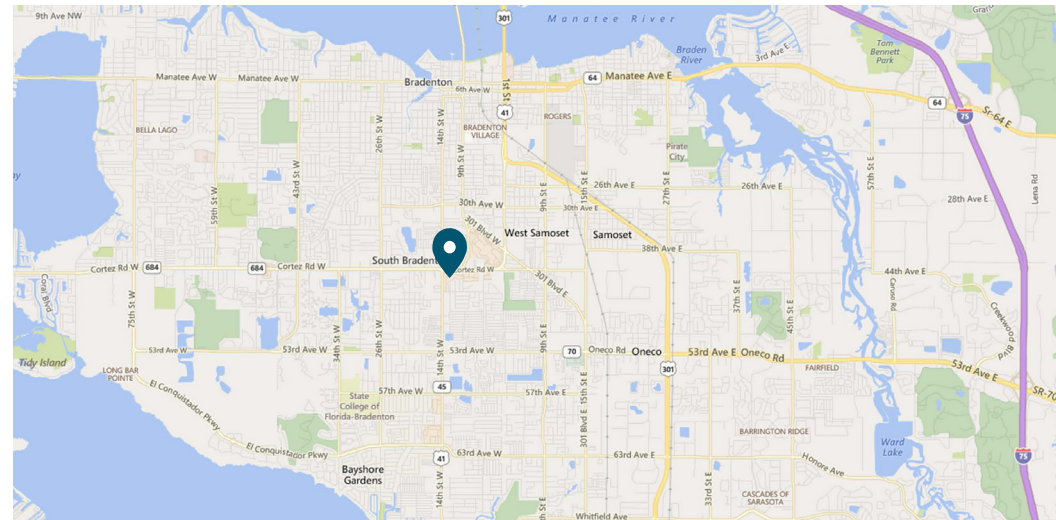 9th Ave NW
301
Manatee River
Tom
Bennett
Park
Braden
River
3rd Ave E
Manatee Ave W
Manatee Ave W
Bradenton
64
Manatee Ave E
6th Ave W
1st St
64
Sr-64 E
75
41
BELLA LAGO
26th St W
14th St W
BRADENTON
VILLAGE
ROGERS
9th St W
Pirate
City
43rd St W
59th St W
9th St E
15th St E
26th Ave E
27th St E
26th Ave E
57th St E
Lena Rd
28th Ave E
30th Ave W
30th Ave E
301 Blvd W
West Samoset
Samoset
38th Ave E
South Bradent
Cortez Rd W
684
684
Cortez Rd W
Cortez Rd W
301 Blvd E
44th Ave E
Coral Blvd
75th St W
37th St E
45th St E
Caruso Rd
Creekwood Blvd
34th St W
26th St W
14th St W
9th St E
Tidy Island
53rd Ave W
53rd Ave W
53rd Ave W
70
Oneco Rd
Oneco
53rd Ave E
Oneco Rd
301
FAIRFIELD
53rd Ave E
SR-70
LONG BAR
POINTE
El Conquistador Pkwy
45
57th Ave W
57th Ave E
State
College of
Florida-Bradenton
15th St E
301 Blvd E
BARRINGTON RIDGE
Ward
Lake
El Conquistador Pkwy
41
63rd Ave W
63rd Ave E
Honore Ave
75
Bayshore
Gardens
14th St W
33rd St E
CASCADES OF
SARASOTA
Whitfield Ave